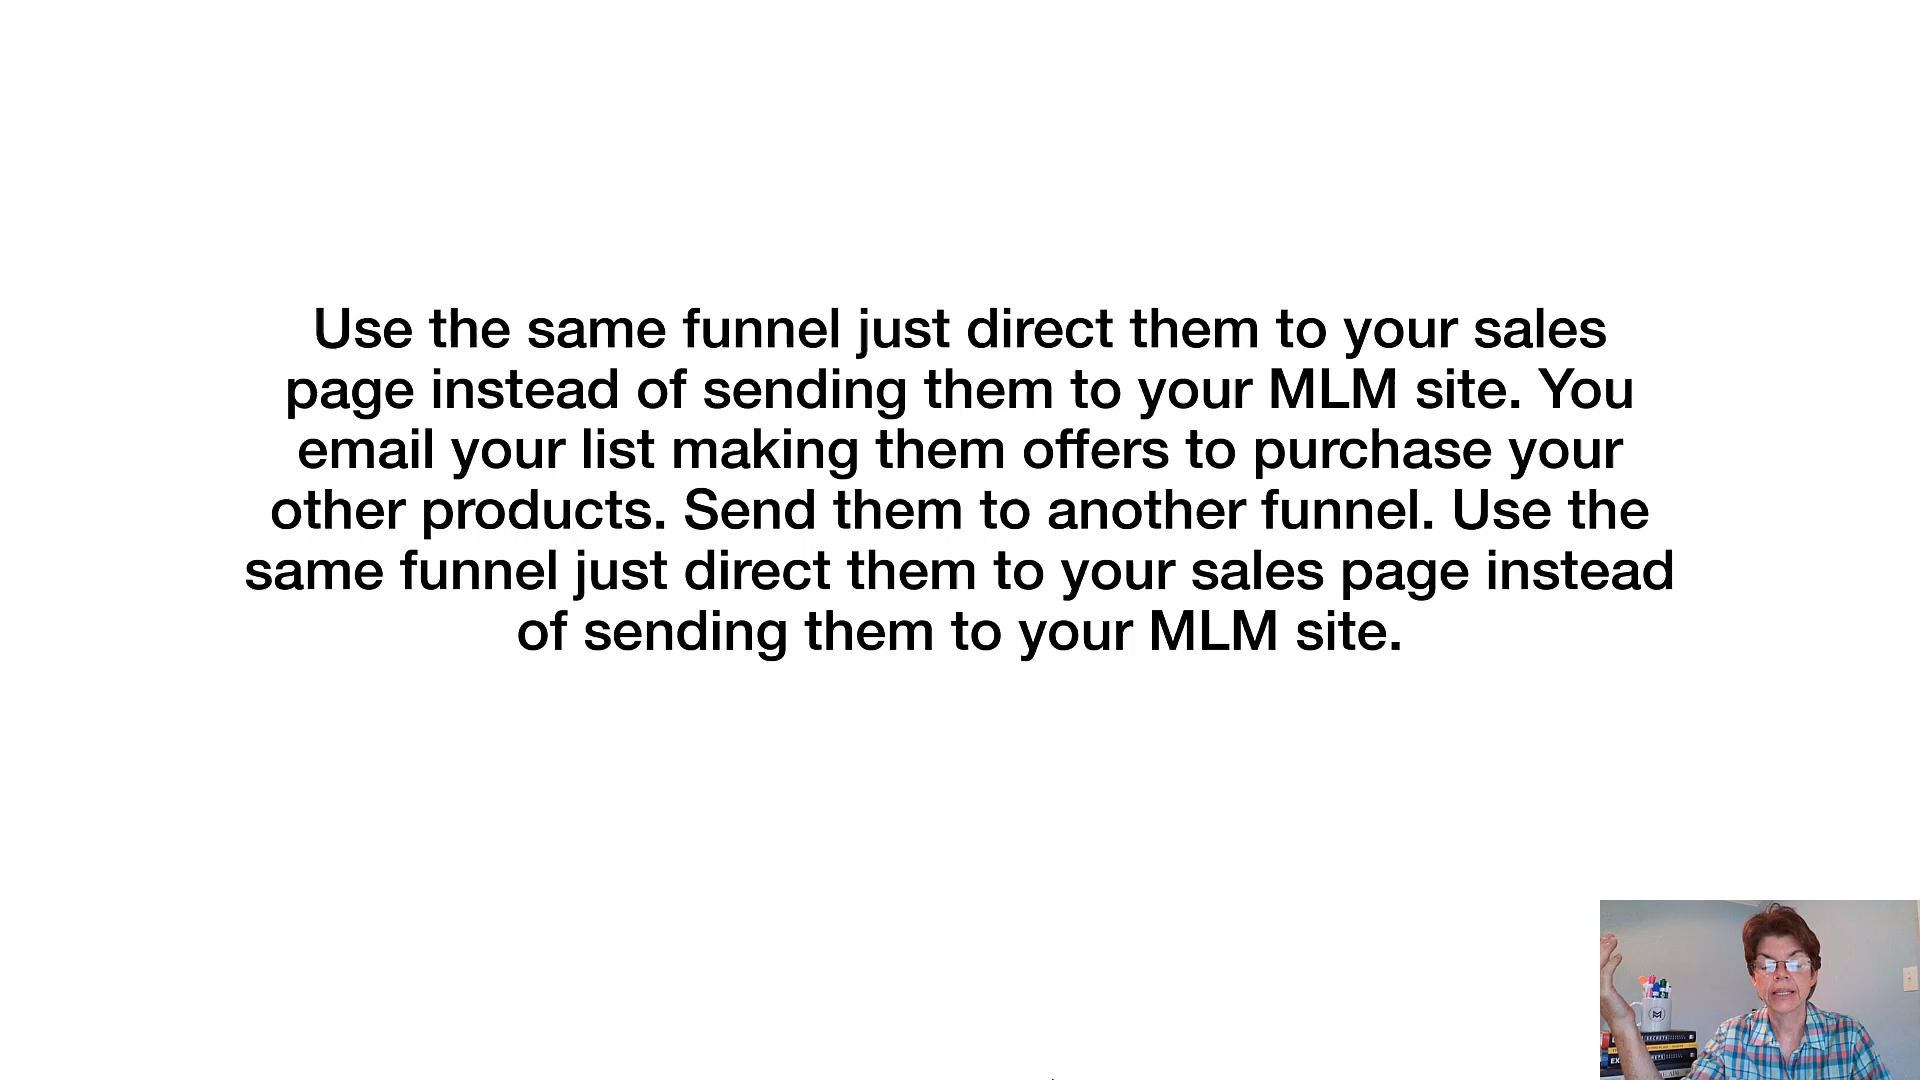 Use the same funnel just direct them to your sales
page instead of sending them to your MLM site. You
email your list making them offers to purchase your
other products. Send them to another funnel. Use the
same funnel just direct them to your sales page instead
of sending them to your MLM site.